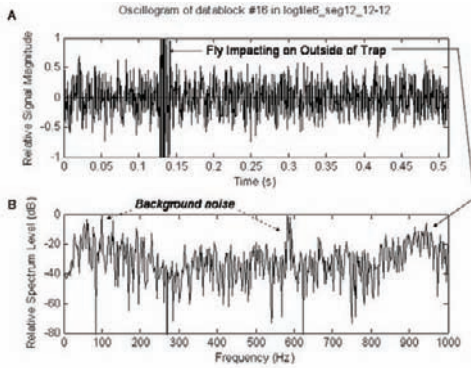 Oscillogram of datablock #16 in logfile6_seg12_12-12
A
Fly Impacting on Outside of Trap
Relative Signal Magnitude
1
0.5
0
-0.5
-1
0 0.05 0.1 0.15 0.2 0.25 0.3 0.35 0.4 0.45 0.5
Time (s)
B
Background noise
Relative Spectrum Level (dB)
0
-20
-40
-60
-80
0 100 200 300 400 500 600 700 800 900 1000
Frequency (Hz)